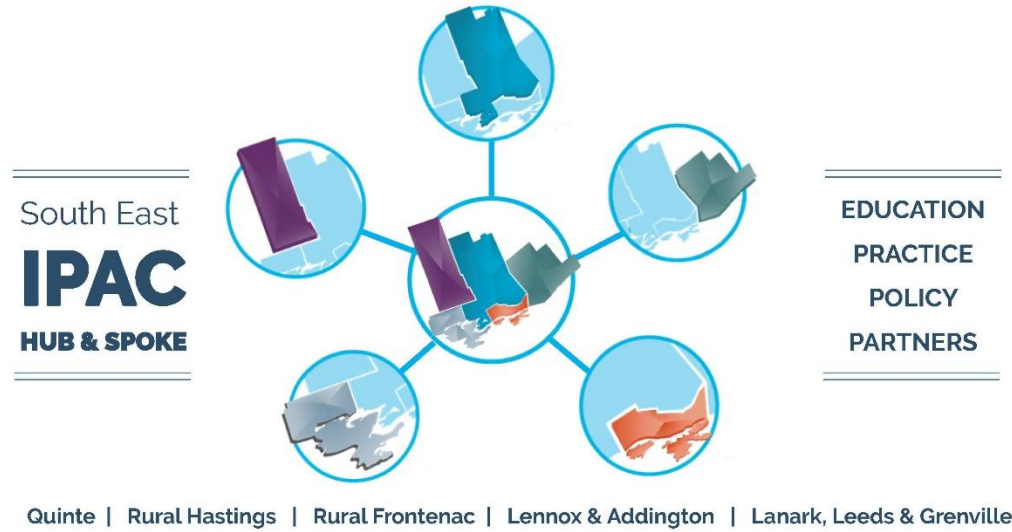 South East
IPAC
HUB & SPOKE
EDUCATION
PRACTICE
POLICY
PARTNERS
Quinte | Rural Hastings | Rural Frontenac | Lennox & Addington | Lanark, Leeds & Grenville